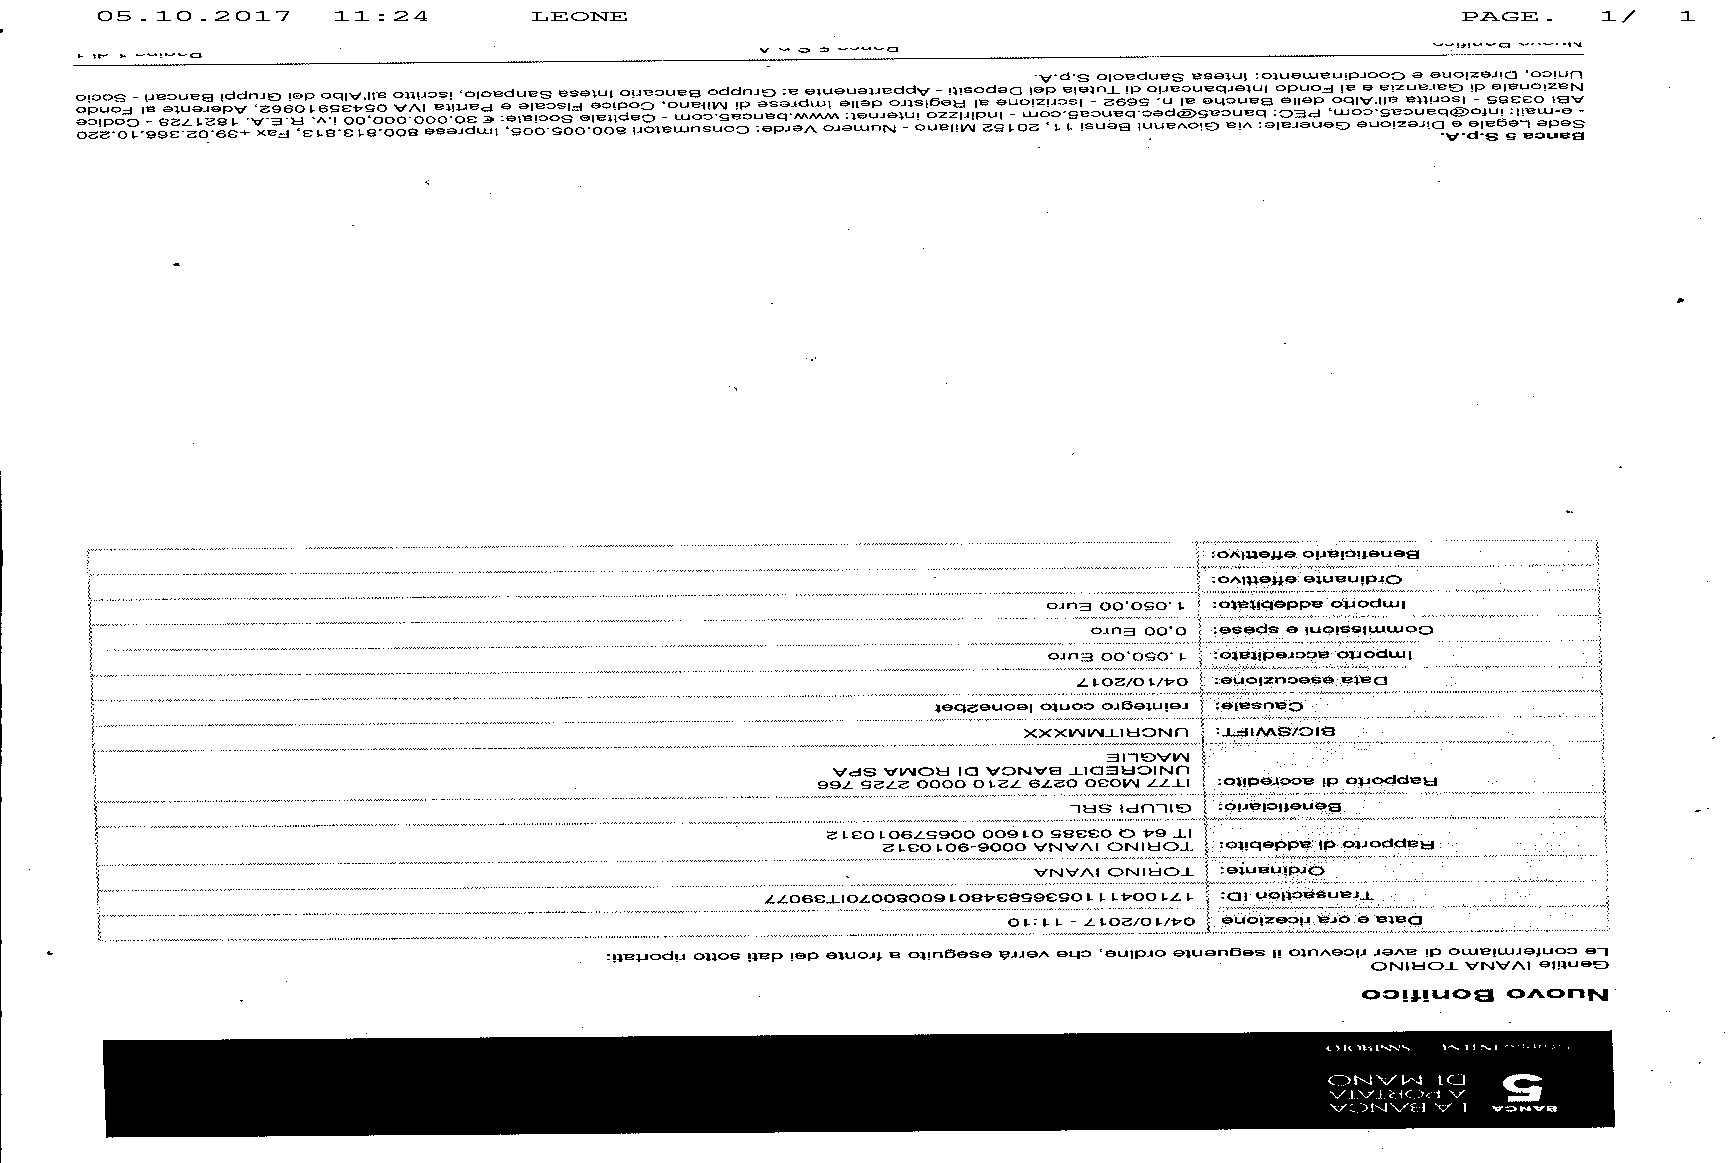 05.10.2017 11:24 LEONE PAGE. 1/ 1
BANCA 5
LA BANCA
A PORTATA
DI MANO
Nuovo Bonifico
Gentile IVANA TORINO
Le confermiamo di aver ricevuto il seguente ordine, che verrà eseguito a fronte dei dati sotto riportati:
Data e ora ricezione 04/10/2017 - 11:10
Transaction ID: 1710041110536583480160080070IT39077
Ordinante: TORINO IVANA
Rapporto di addebito: TORINO IVANA 0006-9010312
IT 64 Q 03385 01600 006579010312
Beneficiario: GILUPI SRL
Rapporto di accredito: IT77 M030 0279 7210 0000 2725 766
UNICREDIT BANCA DI ROMA SPA
MAGLIE
BIC/SWIFT: UNCRITMMXXX
Causale: reintegro conto leone2bet
Data esecuzione: 04/10/2017
Importo accreditato: 1.050,00 Euro
Commissioni e spese: 0,00 Euro
Importo addebitato: 1.050,00 Euro
Ordinante effettivo:
Beneficiario effettivo:
Banca 5 S.p.A.
Sede Legale e Direzione Generale: via Giovanni Bensi 11, 20152 Milano - Numero Verde: Consumatori 800.005.005, Imprese 800.813.813, Fax +39.02.368.10.220
- e-mail: info@banca5.com, PEC: banca5@pec.banca5.com - Indirizzo internet: www.banca5.com - Capitale Sociale: € 30.000.000,00 i.v. R.E.A. 1821729 - Codice
ABI 03385 - Iscritta all'Albo delle Banche al n. 5692 - Iscrizione al Registro delle Imprese di Milano, Codice Fiscale e Partita IVA 05435910962, Aderente al Fondo
Nazionale di Garanzia e al Fondo Interbancario di Tutela dei Depositi - Appartenente a: Gruppo Bancario Intesa Sanpaolo, iscritto all'Albo dei Gruppi Bancari - Socio
Unico, Direzione e Coordinamento: Intesa Sanpaolo S.p.A.
Nuovo Bonifico Banca 5 S.p.A. Pagina 1 di 1